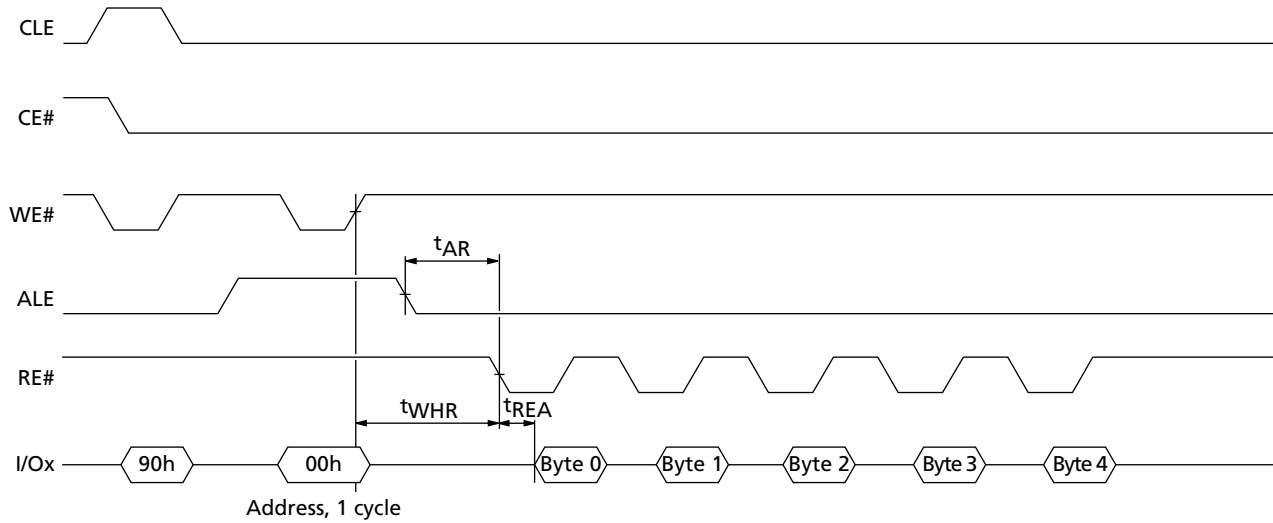 CLE
CE#
WE#
tAR
ALE
RE#
tWHR tREA
I/Ox 90h 00h Byte 0 Byte 1 Byte 2 Byte 3 Byte 4
Address, 1 cycle